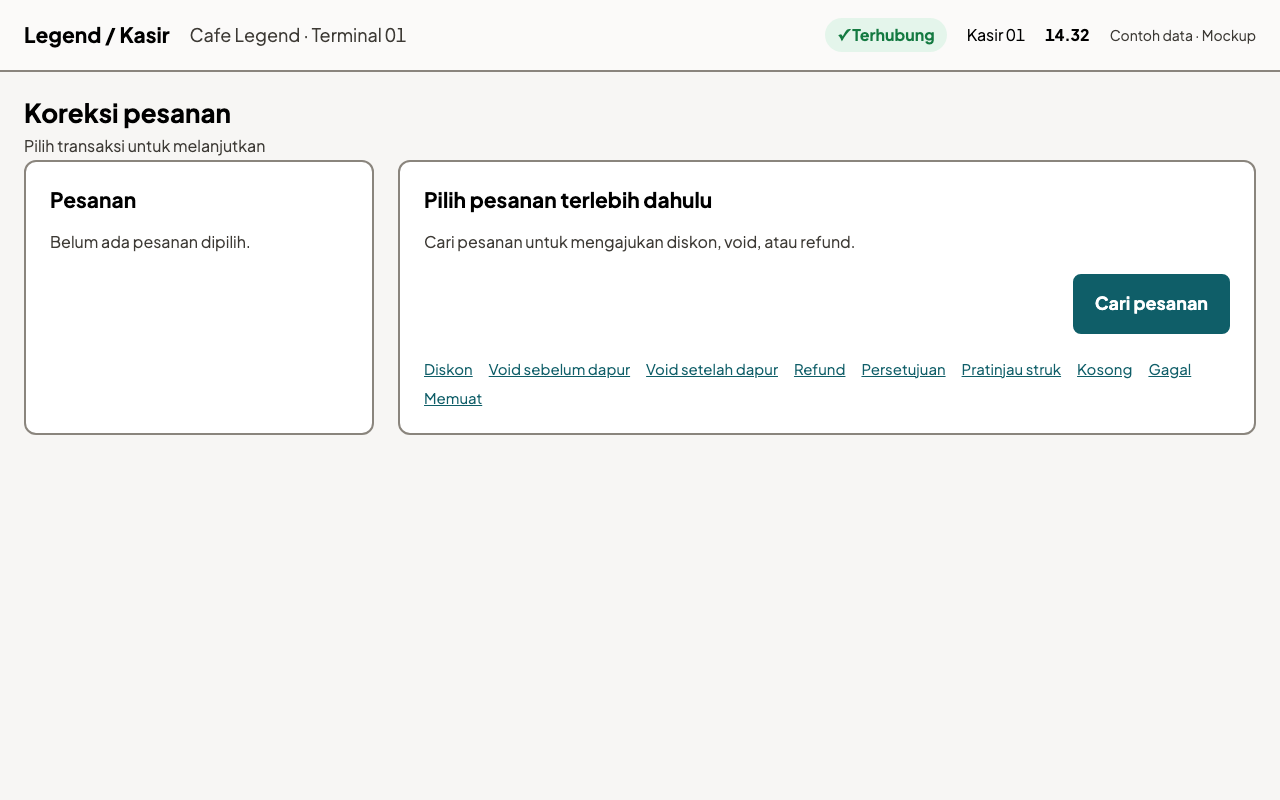 Legend / Kasir Cafe Legend · Terminal 01 ✓Terhubung Kasir 01 14.32 Contoh data · Mockup
Koreksi pesanan
Pilih transaksi untuk melanjutkan
Pesanan
Belum ada pesanan dipilih.
Pilih pesanan terlebih dahulu
Cari pesanan untuk mengajukan diskon, void, atau refund.
Cari pesanan
Diskon Void sebelum dapur Void setelah dapur Refund Persetujuan Pratinjau struk Kosong Gagal
Memuat